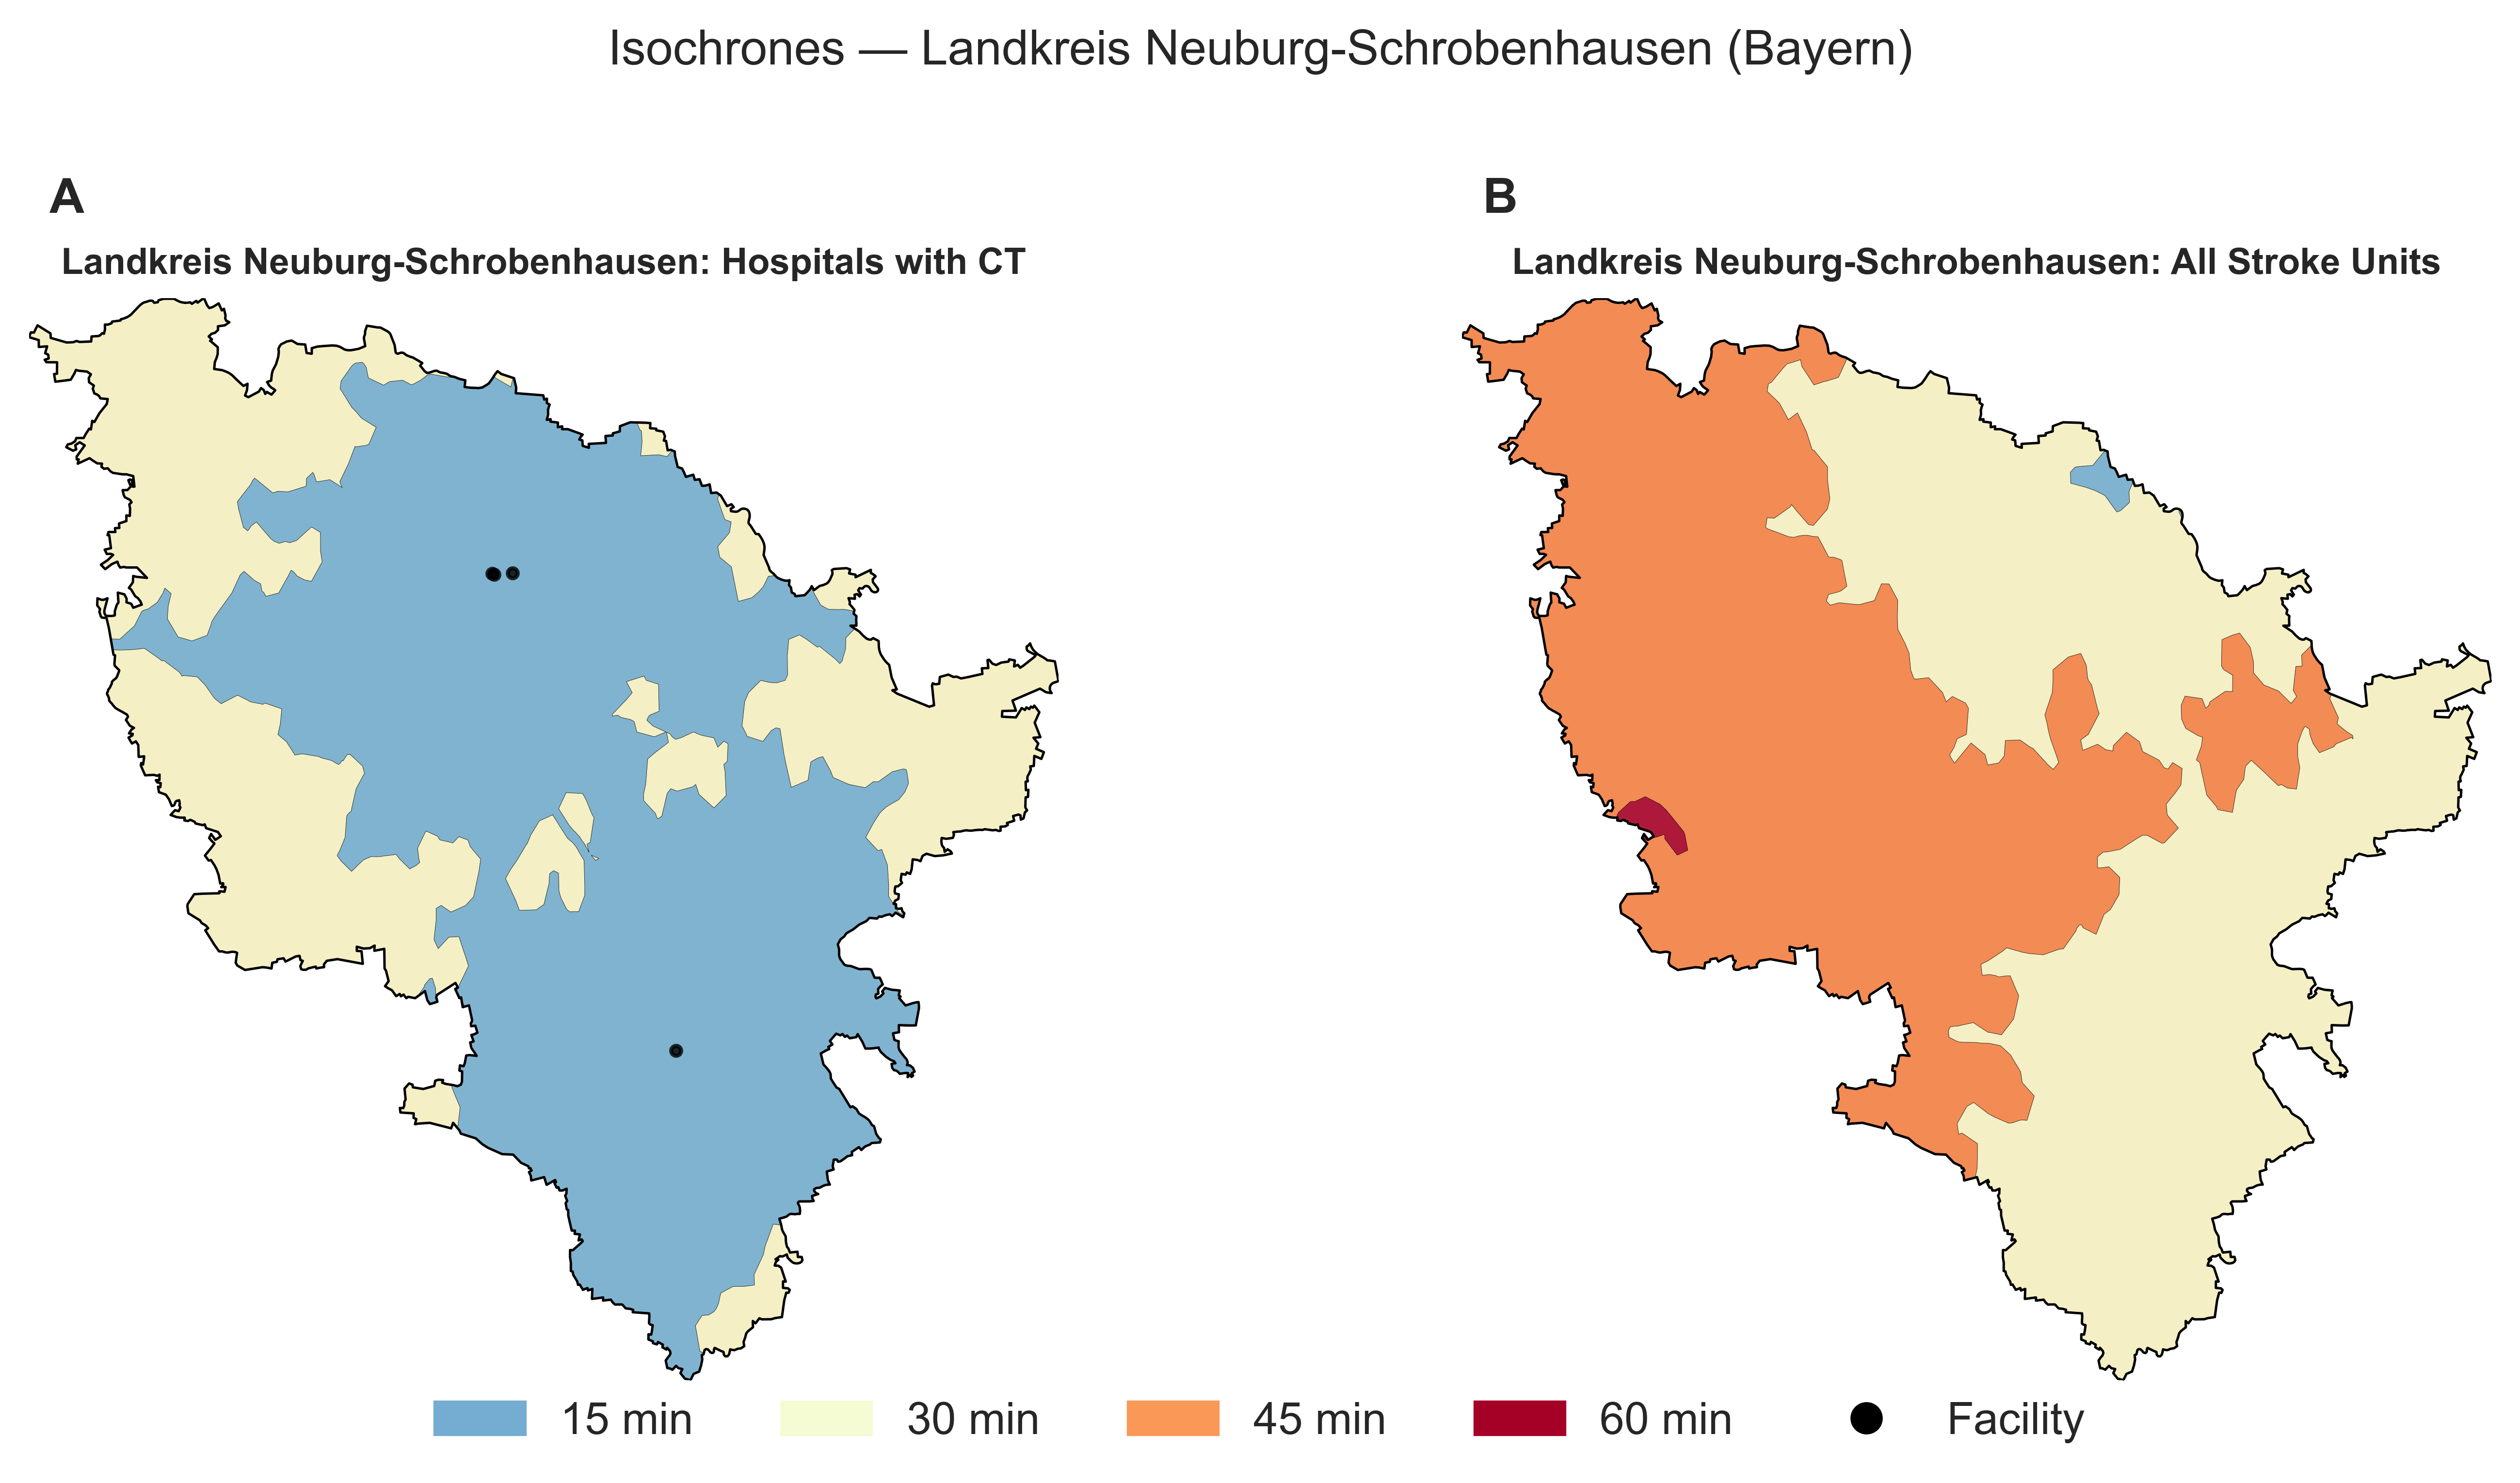 Isochrones — Landkreis Neuburg-Schrobenhausen (Bayern)
A
Landkreis Neuburg-Schrobenhausen: Hospitals with CT
B
Landkreis Neuburg-Schrobenhausen: All Stroke Units
15 min
30 min
45 min
60 min
Facility